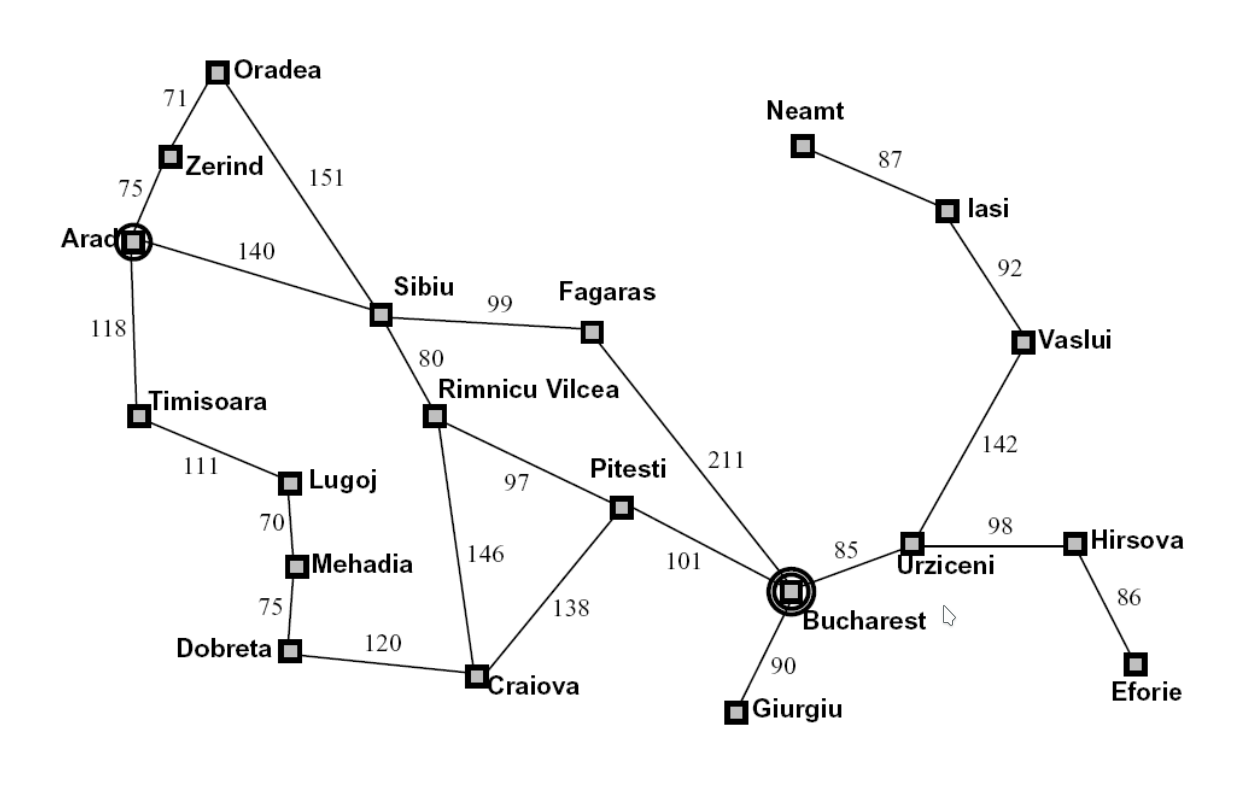 Oradea
71
Neamt
87
Zerind
75
151
Iasi
Arad
140
92
Sibiu
Fagaras
99
118
80
Vaslui
Rimnicu Vilcea
Timisoara
211
142
Pitesti
111
97
Lugoj
70
98
Hirsova
146
101
85
Mehadia
Urziceni
75
138
86
Bucharest
Dobreta
120
90
Craiova
Eforie
Giurgiu